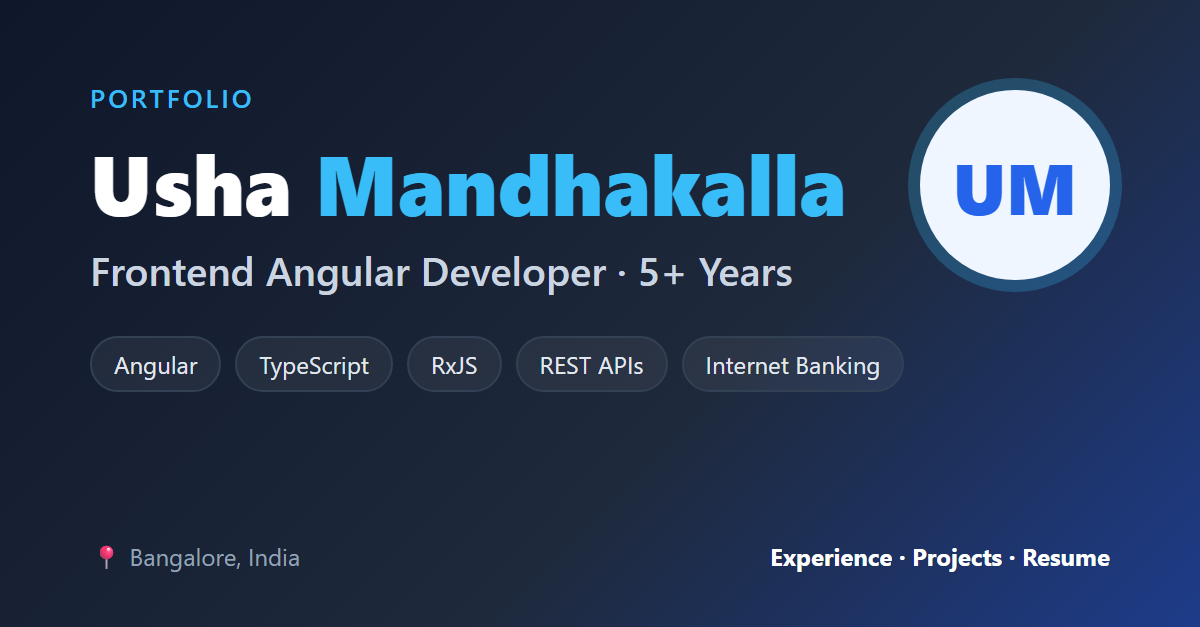 PORTFOLIO
Usha Mandhakalla
UM
Frontend Angular Developer · 5+ Years
Angular TypeScript RxJS REST APIs Internet Banking
📍 Bangalore, India
Experience · Projects · Resume